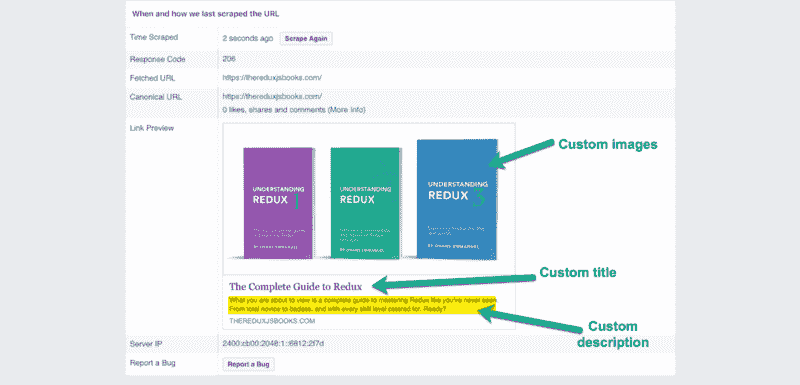 When and how we last scraped the URL
Time Scraped 2 seconds ago Scrape Again
Response Code 206
Fetched URL https://thereduxjsbooks.com/
Canonical URL https://thereduxjsbooks.com/
0 likes, shares and comments (More Info)
Link Preview
Custom images
UNDERSTANDING UNDERSTANDING UNDERSTANDING
REDUX 1 REDUX REDUX 3
Custom title
The Complete Guide to Redux
What you are about to view is a complete guide to mastering Redux like you've never seen
From total novice to badass, and with every skill level catered for. Ready?
THEREDUXJSBOOKS.COM
Custom
description
Server IP 2400:cb00:2048:1::6812:2f7d
Report a Bug Report a Bug